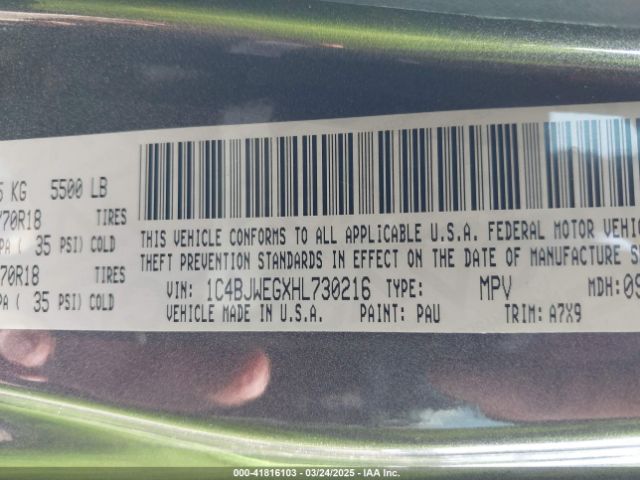 5 KG 5500 LB
70R18 TIRES
PA ( 35 PSI) COLD
70R18 TIRES
PA ( 35 PSI) COLD
THIS VEHICLE CONFORMS TO ALL APPLICABLE U.S.A. FEDERAL MOTOR VEHIC
THEFT PREVENTION STANDARDS IN EFFECT ON THE DATE OF MANUFACTURE S
VIN: 1C4BJWEGXHL730216 TYPE: MPV MDH: 09
VEHICLE MADE IN U.S.A. PAINT: PAU TRIM: A7X9
000-41816103 — 03/24/2025 — IAA Inc.